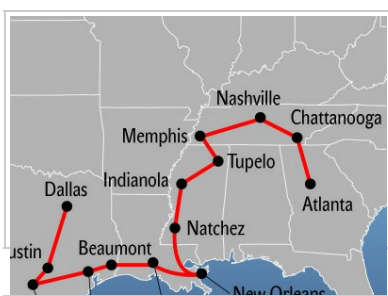 Nashville
Chattanooga
Memphis
Tupelo
Indianola
Dallas
Atlanta
Natchez
ustin
Beaumont
New Orleans